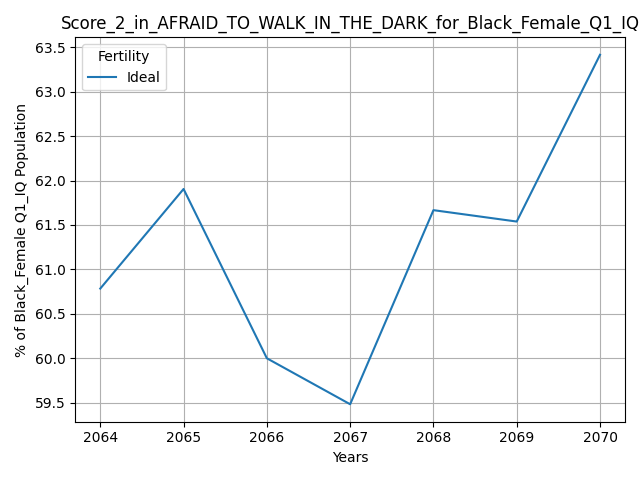 Score_2_in_AFRAID_TO_WALK_IN_THE_DARK_for_Black_Female_Q1_IQ
Fertility
Ideal
63.5
63.0
62.5
62.0
61.5
61.0
60.5
60.0
59.5
% of Black_Female Q1_IQ Population
2064 2065 2066 2067 2068 2069 2070
Years